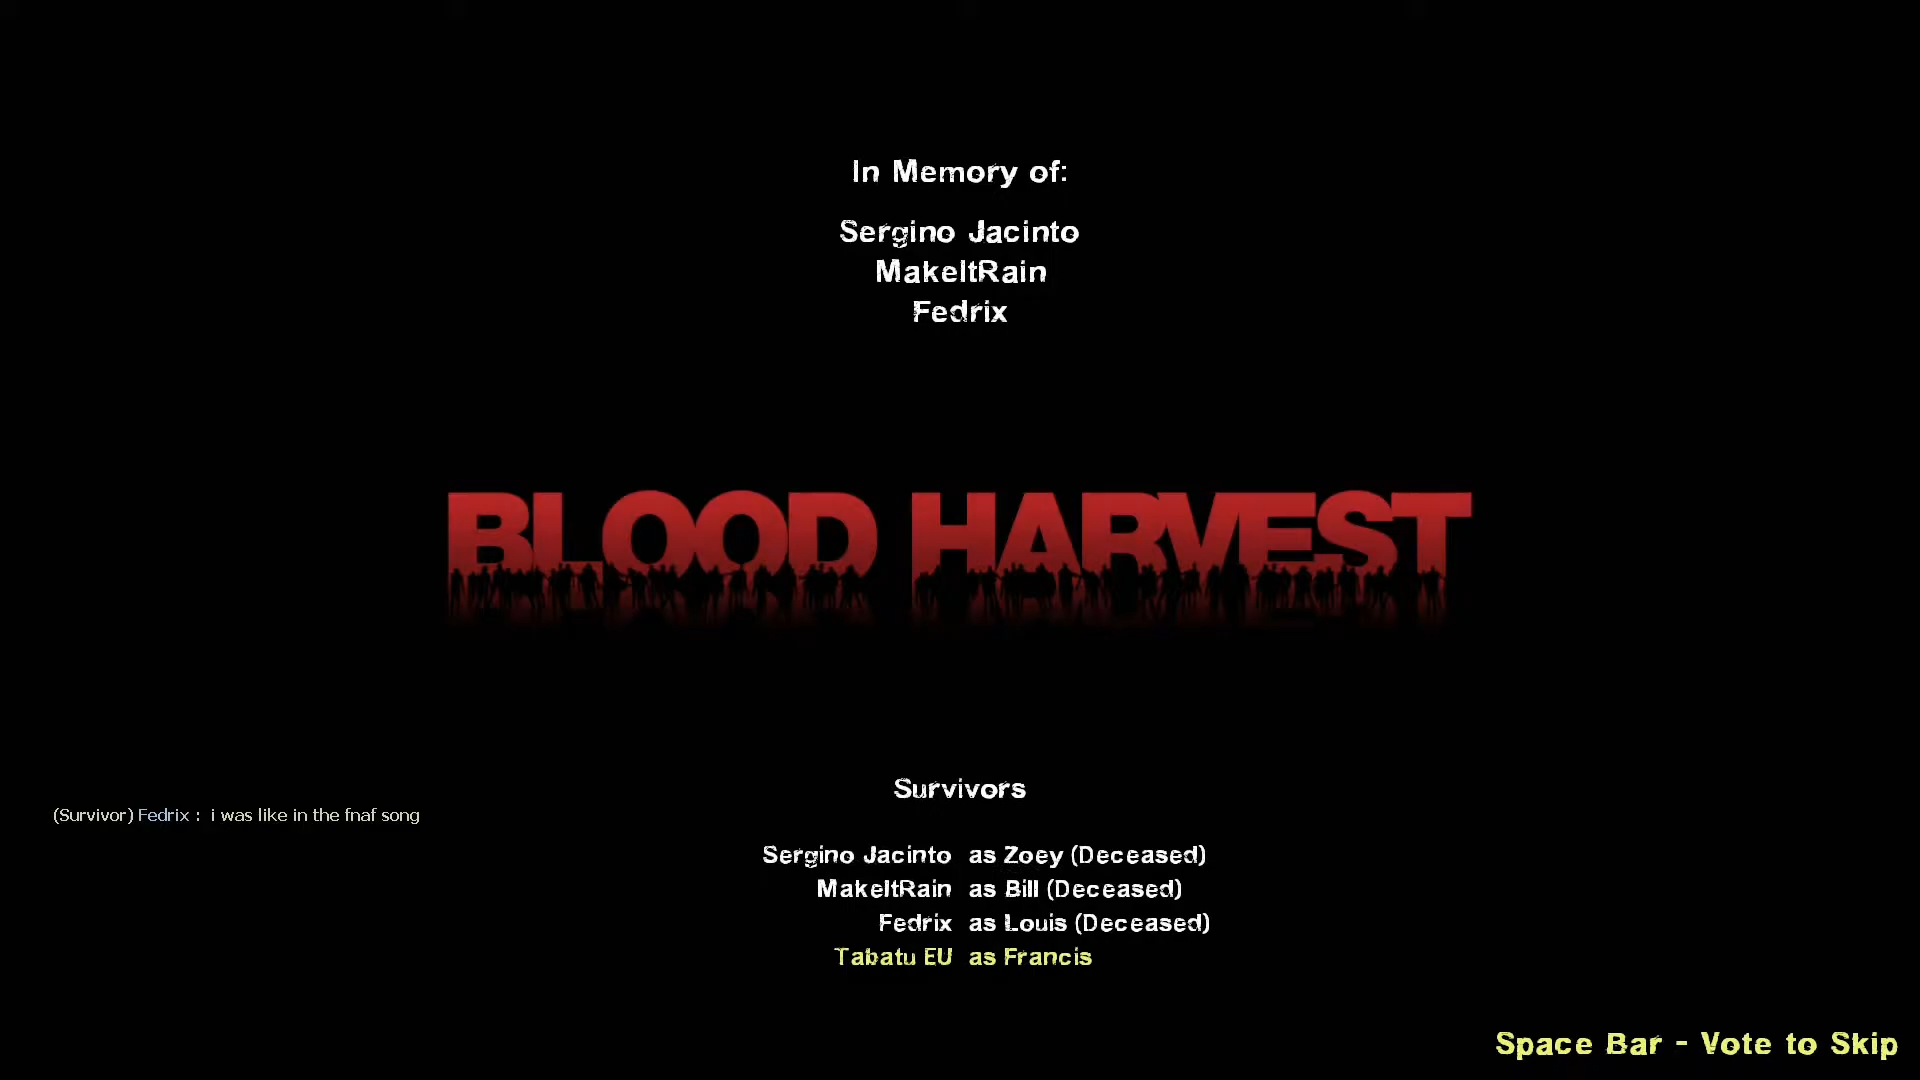 In Memory of:
Sergino Jacinto
MakeItRain
Fedrix
BLOOD HARVEST
Survivors
(Survivor) Fedrix :  i was like in the fnaf song
Sergino Jacinto as Zoey (Deceased)
MakeItRain as Bill (Deceased)
Fedrix as Louis (Deceased)
Tabatu EU as Francis
Space Bar - Vote to Skip